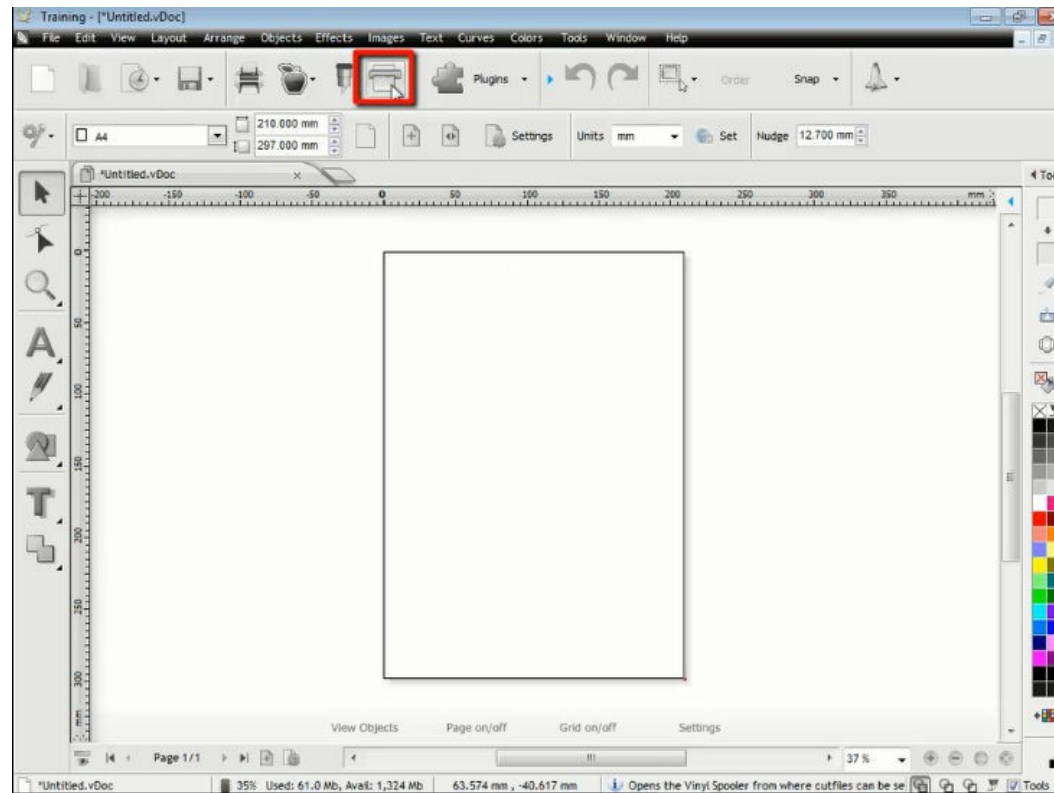 Training - [*Untitled.vDoc]
File Edit View Layout Arrange Objects Effects Images Text Curves Colors Tools Window Help
Plugins Order Snap
A4 210.000 mm 297.000 mm Settings Units mm Set Nudge 12.700 mm
*Untitled.vDoc
Too
-200 -150 -100 -50 0 50 100 150 200 250 300 350 mm
0
50
100
150
200
250
300
mm
View Objects Page on/off Grid on/off Settings
Page 1/1 37 %
*Untitled.vDoc 35% Used: 61.0 Mb, Avail: 1,324 Mb 63.574 mm , -40.617 mm Opens the Vinyl Spooler from where cutfiles can be se Tools